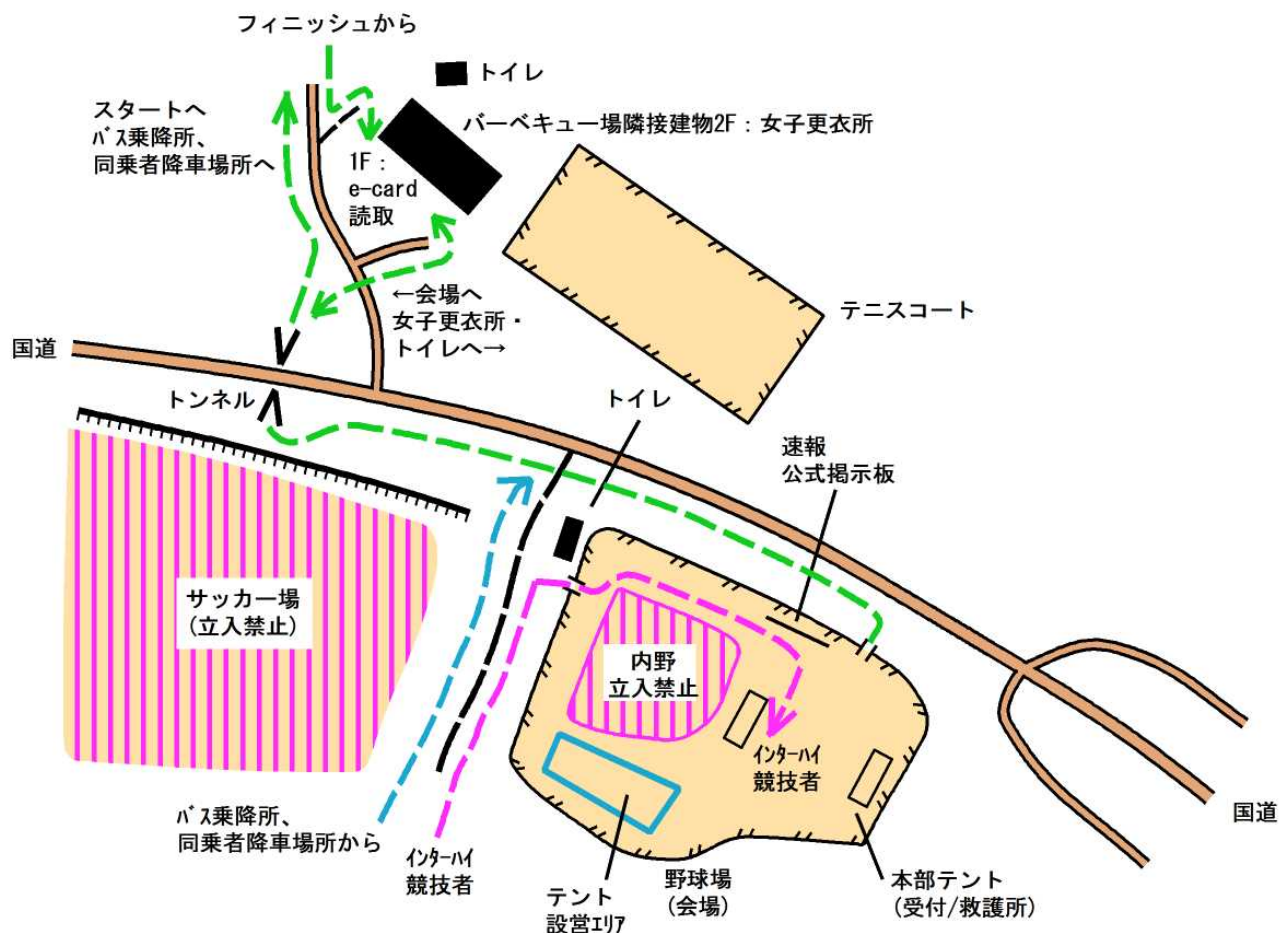 フィニッシュから
トイレ
スタートへ
バス乗降所、
同乗者降車場所へ
バーベキュー場隣接建物2F：女子更衣所
1F：
e-card
読取
←会場へ
女子更衣所・
トイレへ→
テニスコート
国道
トンネル
トイレ
速報
公式掲示板
サッカー場
(立入禁止)
内野
立入禁止
インターハイ
競技者
バス乗降所、
同乗者降車場所から
インターハイ
競技者
テント
設営エリア
野球場
(会場)
本部テント
(受付/救護所)
国道